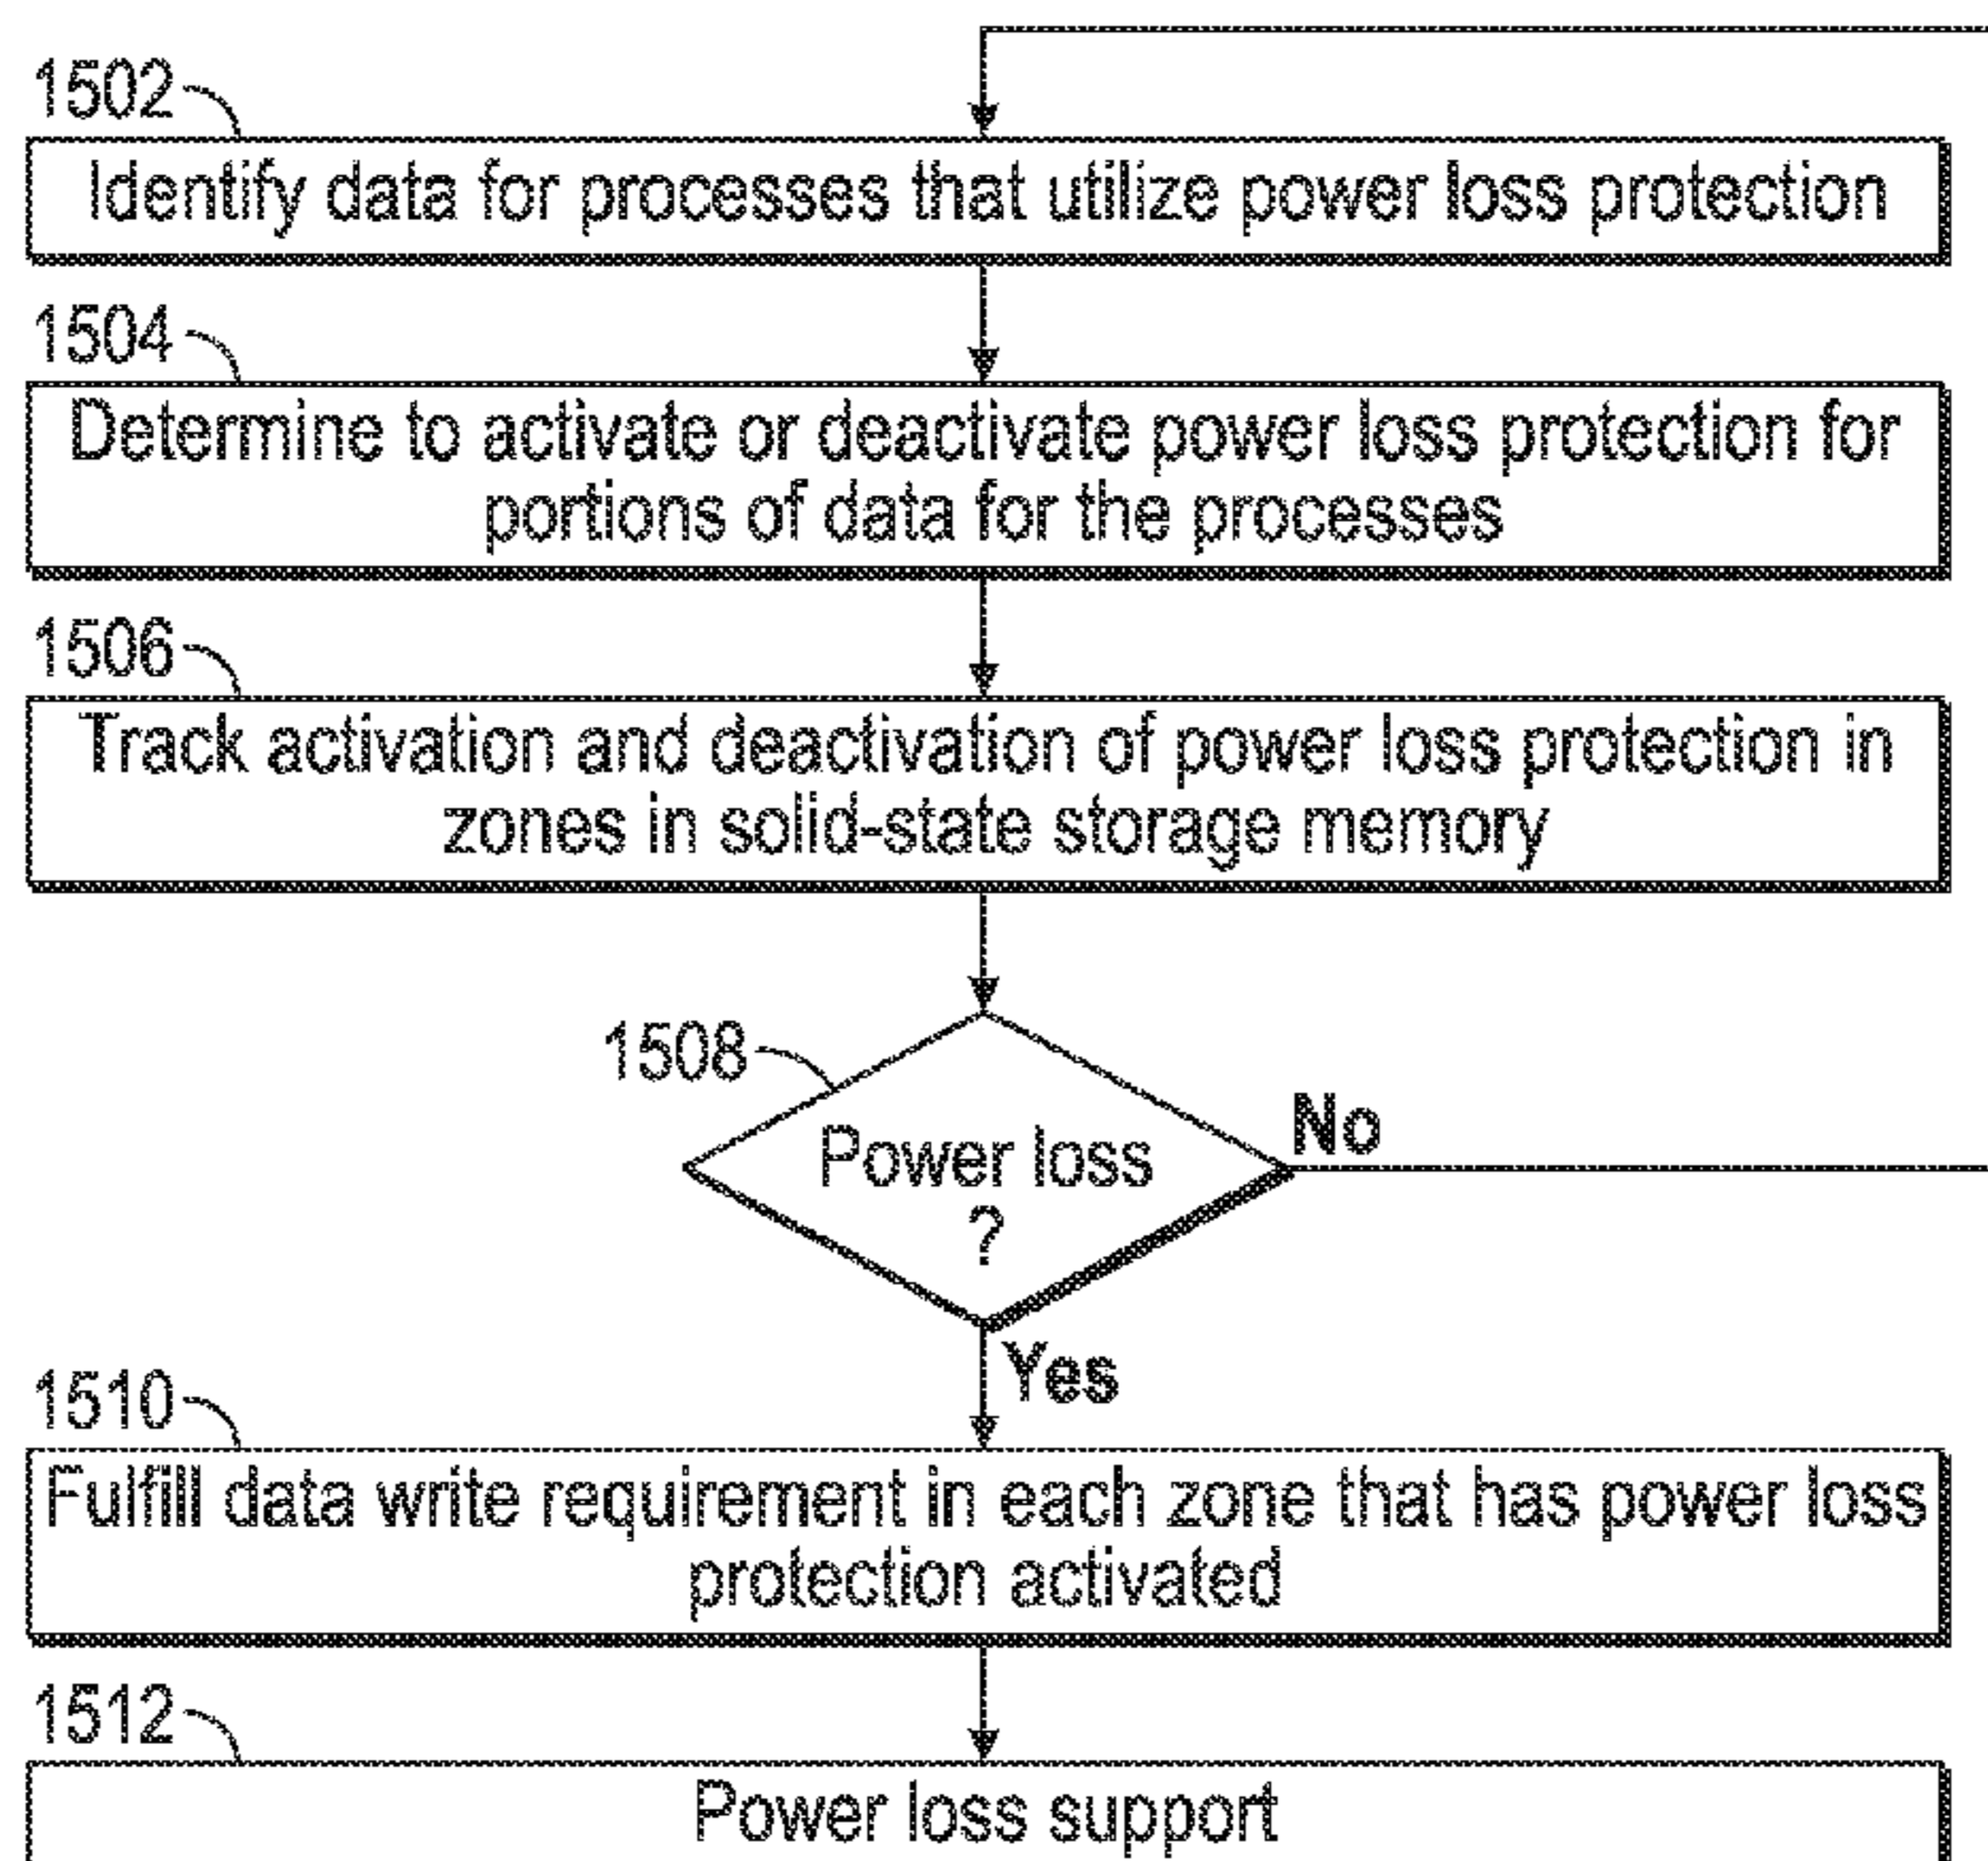 1502
Identify data for processes that utilize power loss protection
1504
Determine to activate or deactivate power loss protection for
portions of data for the processes
1506
Track activation and deactivation of power loss protection in
zones in solid-state storage memory
1508
Power loss
?
No
Yes
1510
Fulfill data write requirement in each zone that has power loss
protection activated
1512
Power loss support